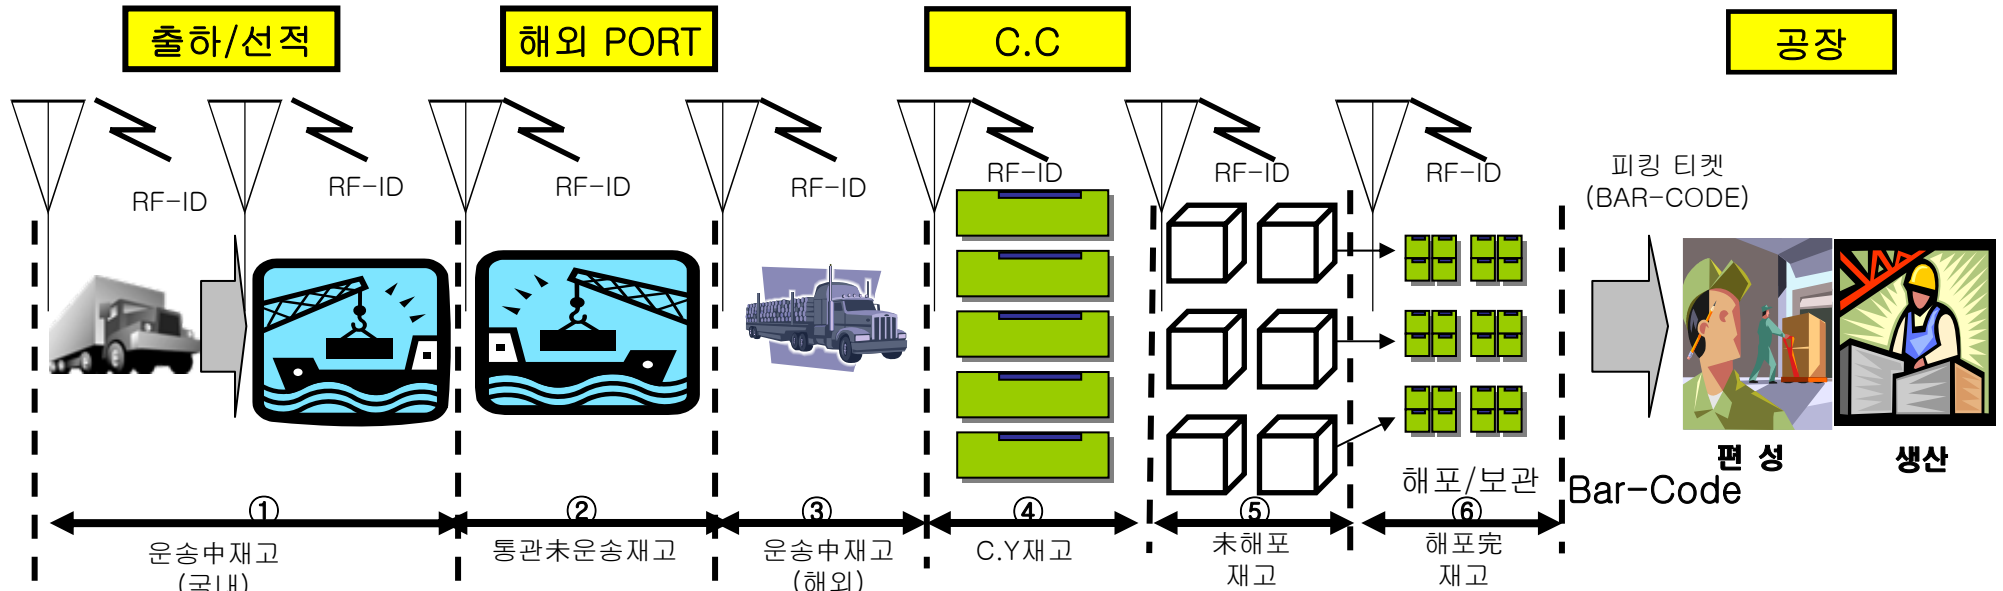 출하/선적
해외 PORT
C.C
공장
RF-ID
RF-ID
RF-ID
RF-ID
RF-ID
RF-ID
RF-ID
피킹 티켓
(BAR-CODE)
편 성
생산
해포/보관
Bar-Code
①
②
③
④
⑤
⑥
운송中재고
(국내)
통관未운송재고
운송中재고
(해외)
C.Y재고
未해포
재고
해포完
재고